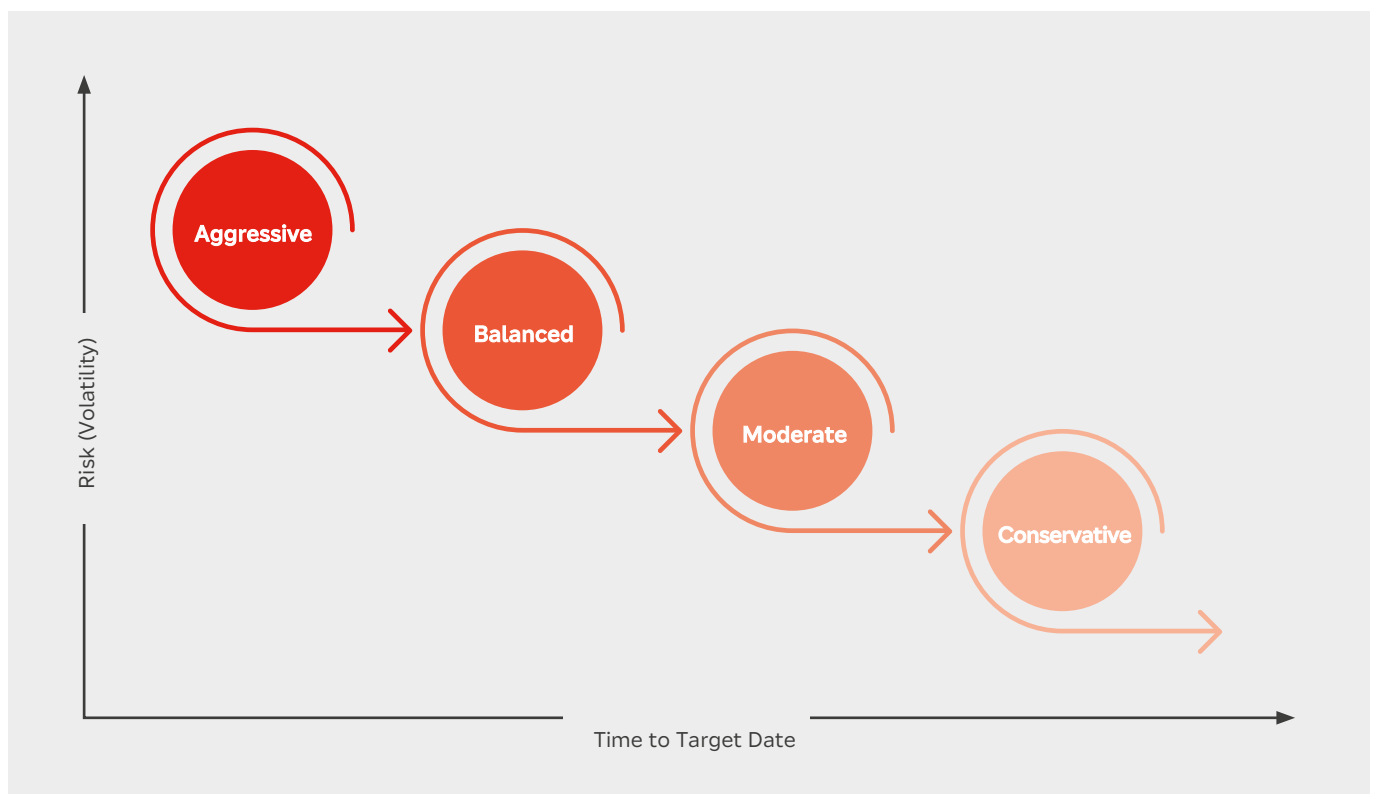 Aggressive
Balanced
Moderate
Conservative
Risk (Volatility)
Time to Target Date